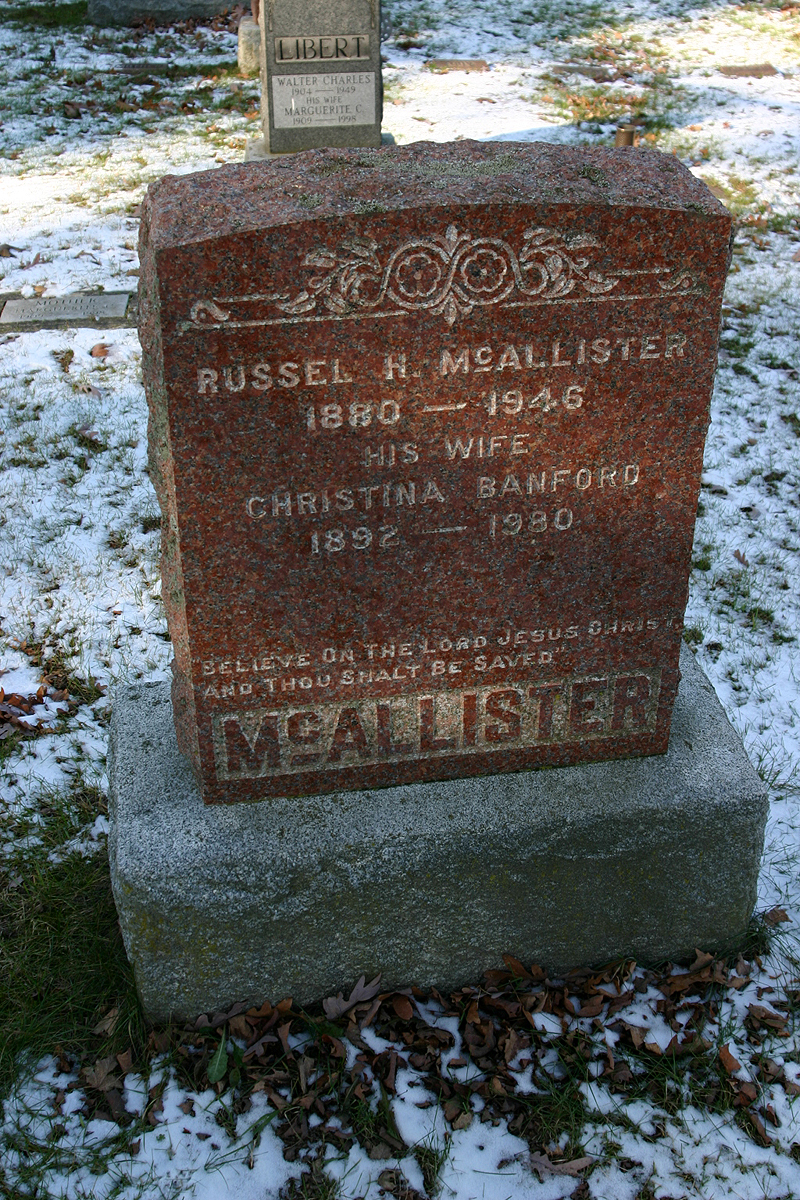 LIBERT
WALTER CHARLES
1904 — 1949
HIS WIFE
MARGUERITE C.
1909 — 1998
RUSSEL H. McALLISTER
1880 — 1946
HIS WIFE
CHRISTINA BANFORD
1892 — 1980
BELIEVE ON THE LORD JESUS CHRIST
AND THOU SHALT BE SAVED"
McALLISTER